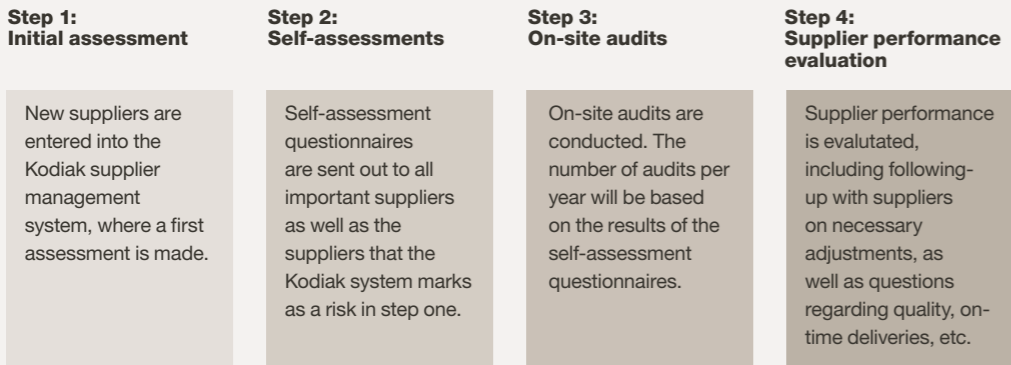 Step 1:
Initial assessment
New suppliers are
entered into the
Kodiak supplier
management
system, where a first
assessment is made.
Step 2:
Self-assessments
Self-assessment
questionnaires
are sent out to all
important suppliers
as well as the
suppliers that the
Kodiak system marks
as a risk in step one.
Step 3:
On-site audits
On-site audits are
conducted. The
number of audits per
year will be based
on the results of the
self-assessment
questionnaires.
Step 4:
Supplier performance
evaluation
Supplier performance
is evalutated,
including following-
up with suppliers
on necessary
adjustments, as
well as questions
regarding quality, on-
time deliveries, etc.